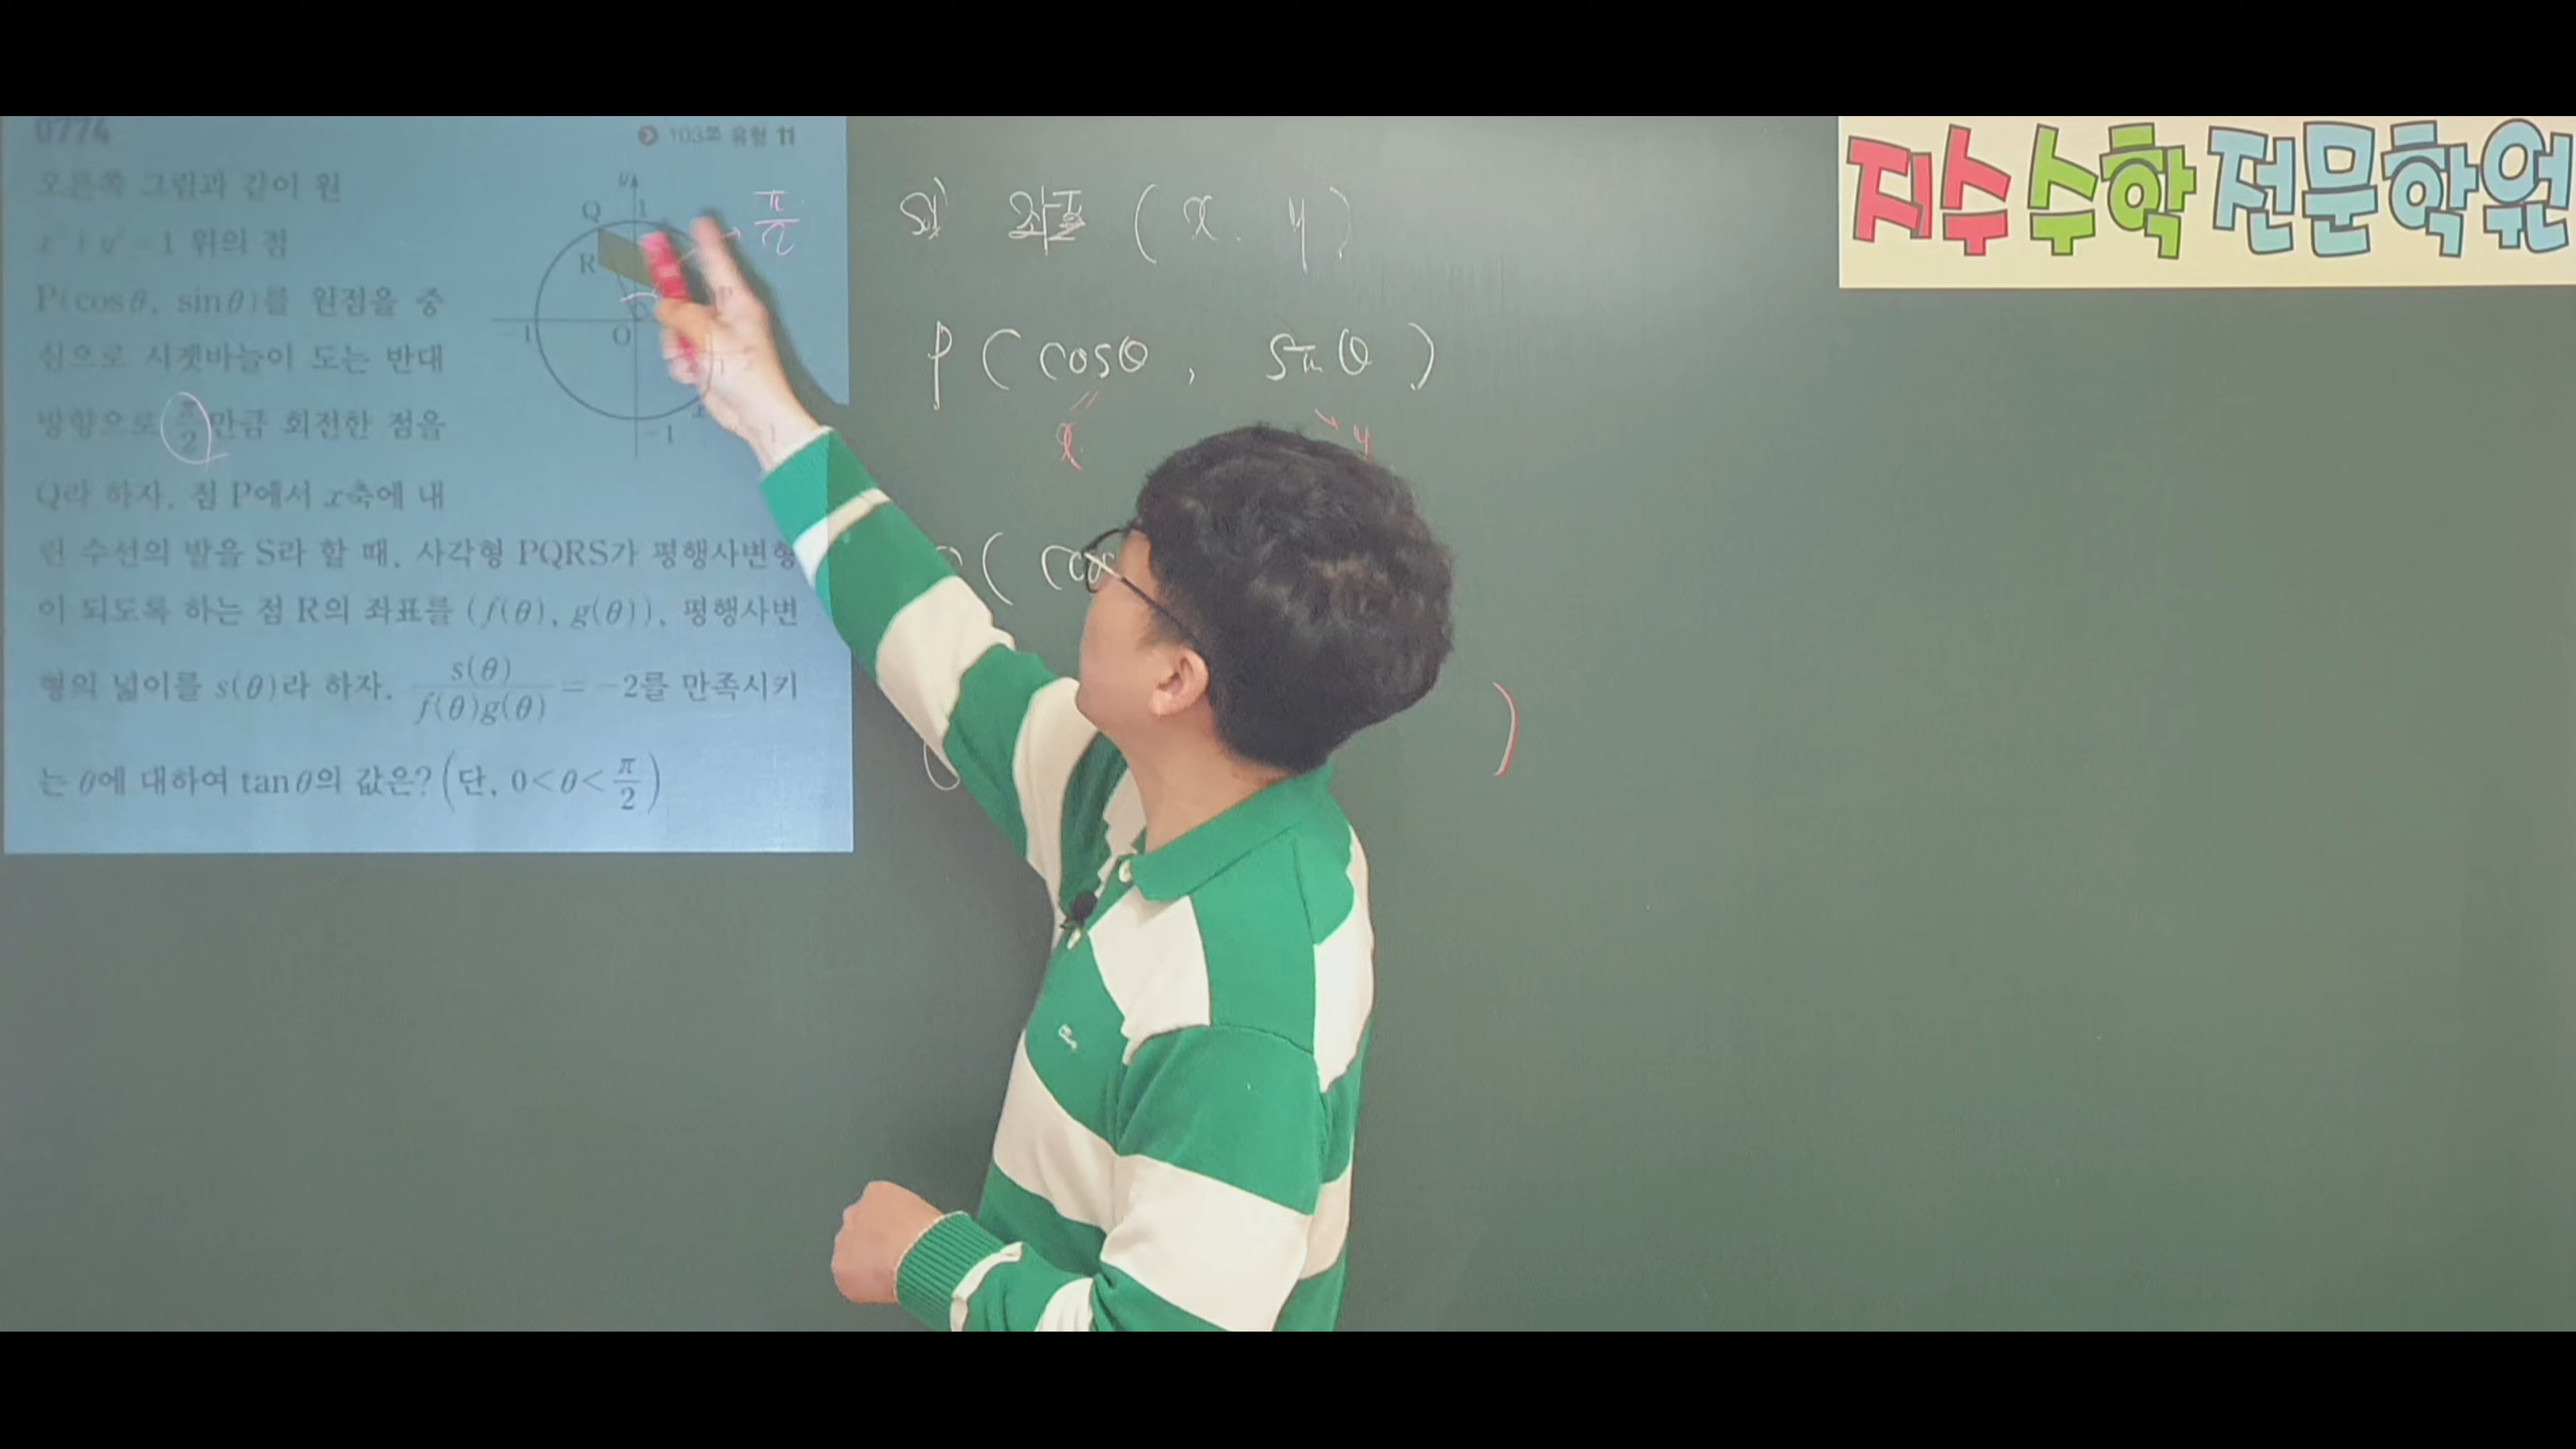 0774
103쪽 유형 11
오른쪽 그림과 같이 원
x²+y²=1 위의 점
P(cosθ, sinθ)를 원점을 중
심으로 시곗바늘이 도는 반대
방향으로 π/2만큼 회전한 점을
Q라 하자. 점 P에서 x축에 내
린 수선의 발을 S라 할 때, 사각형 PQRS가 평행사변형
이 되도록 하는 점 R의 좌표를 (f(θ), g(θ)), 평행사변
형의 넓이를 s(θ)라 하자. s(θ)/f(θ)g(θ) = -2를 만족시키
는 θ에 대하여 tanθ의 값은? (단, 0<θ<π/2)
y
Q 1
R
P
-1 O
-1
π/2
좌표 (x. y)
P(cosθ, sinθ)
x y
( cos
)
지수수학 전문학원